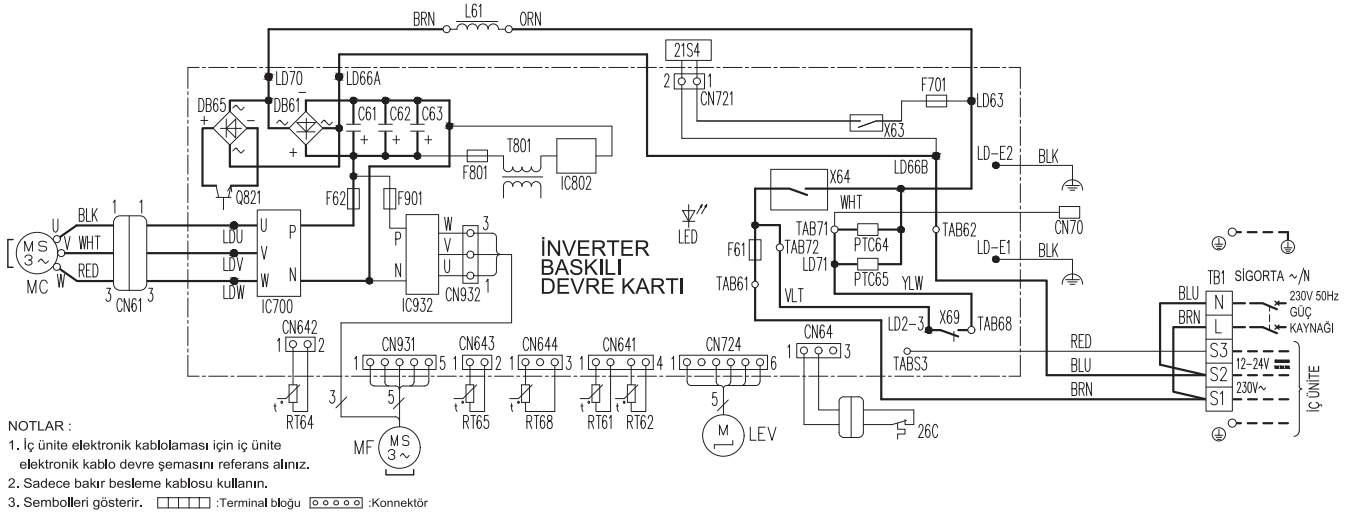 BRN L61 ORN
21S4
2 1
CN721
F701
LD63
X63
LD70 LD66A
DB65 DB61
~ - ~ + - ~ ~ + ~
C61 C62 C63
+ + +
T801
F801
IC802
Q821
F62 F901
LD66B
LD-E2 BLK
X64
WHT
CN70
LED
TAB71 TAB62
PTC64
F61 TAB72
LD71
PTC65
LD-E1 BLK
TAB61
VLT
YLW
LD2-3 X69 TAB68
U BLK 1 1 LDU U P
MS 3~ V WHT LDV V
MC W RED 3 3 LDW W N
CN61
IC700
P W 3
V
N U 1
IC932 CN932
İNVERTER
BASKILI
DEVRE KARTI
TB1 SİGORTA ~/N
BLU N 230V 50Hz
GÜÇ
BRN L KAYNAĞI
RED S3
BLU S2 12-24V
BRN S1 230V~
İÇ ÜNİTE
TABS3
CN642
1 2
CN931
1 5
CN643
1 2
CN644
1 3
CN641
1 4
CN724
1 6
CN64
1 3
t° RT64
3
5
t° RT65
t° RT68
t° RT61
t° RT62
5
M LEV
26C
MF MS 3~
NOTLAR :
1. İç ünite elektronik kablolaması için iç ünite
elektronik kablo devre şemasını referans alınız.
2. Sadece bakır besleme kablosu kullanın.
3. Sembolleri gösterir. :Terminal bloğu :Konnektör